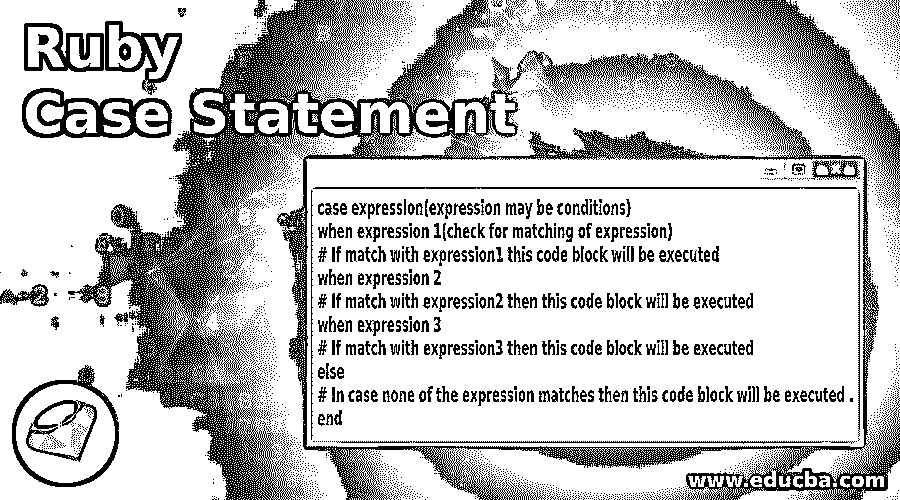 Ruby
Case Statement
case expression(expression may be conditions)
when expression 1(check for matching of expression)
# If match with expression1 this code block will be executed
when expression 2
# If match with expression2 then this code block will be executed
when expression 3
# If match with expression3 then this code block will be executed
else
# In case none of the expression matches then this code block will be executed .
end
www.educba.com